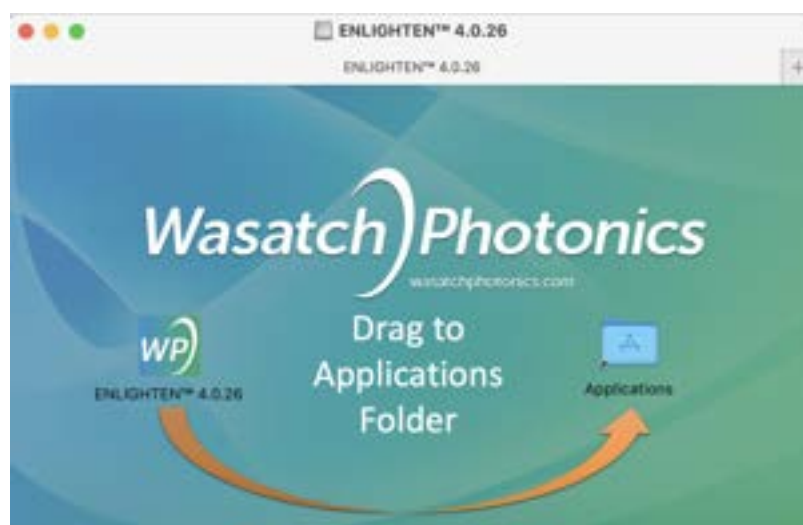 ENLIGHTEN™ 4.0.26
ENLIGHTEN™ 4.0.26
Wasatch Photonics
wasatchphotonics.com
WP
Drag to
Applications
Folder
ENLIGHTEN™ 4.0.26
Applications